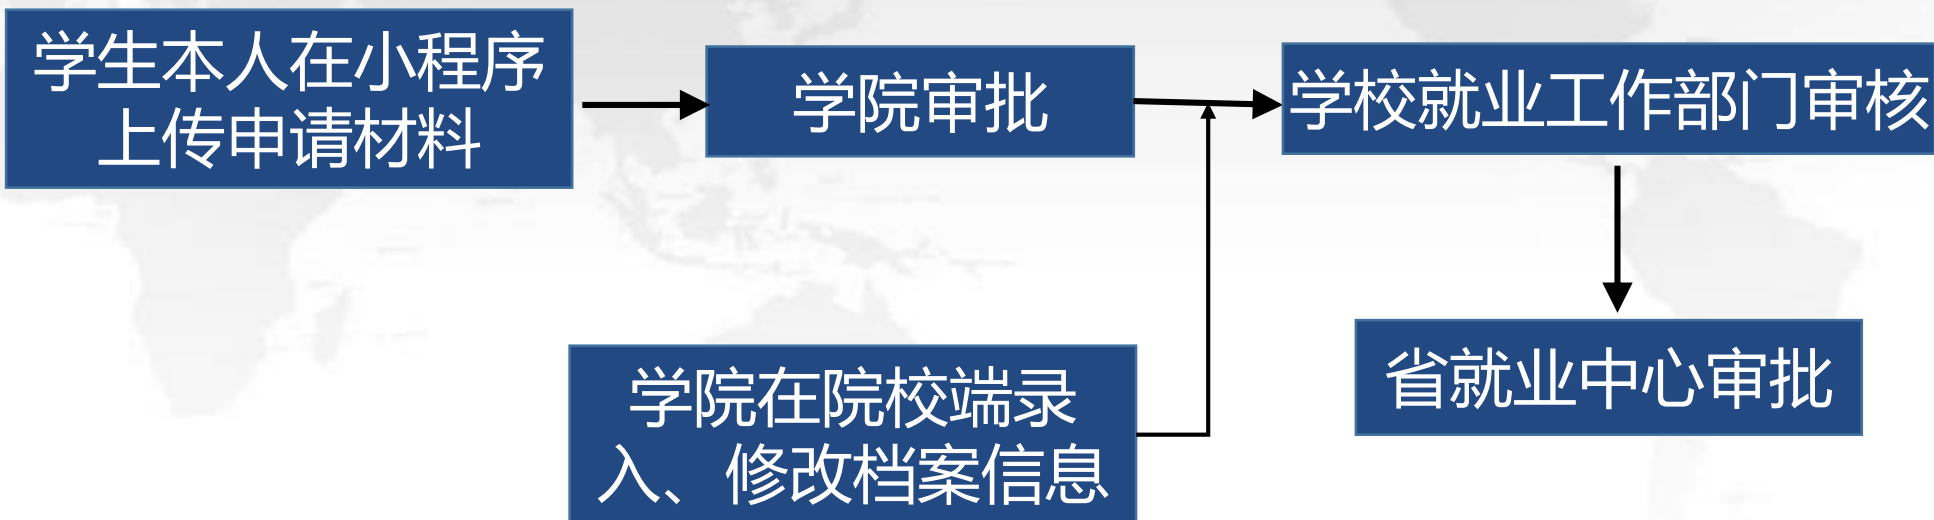 学生本人在小程序
上传申请材料
学院审批
学校就业工作部门审核
省就业中心审批
学院在院校端录
入、修改档案信息